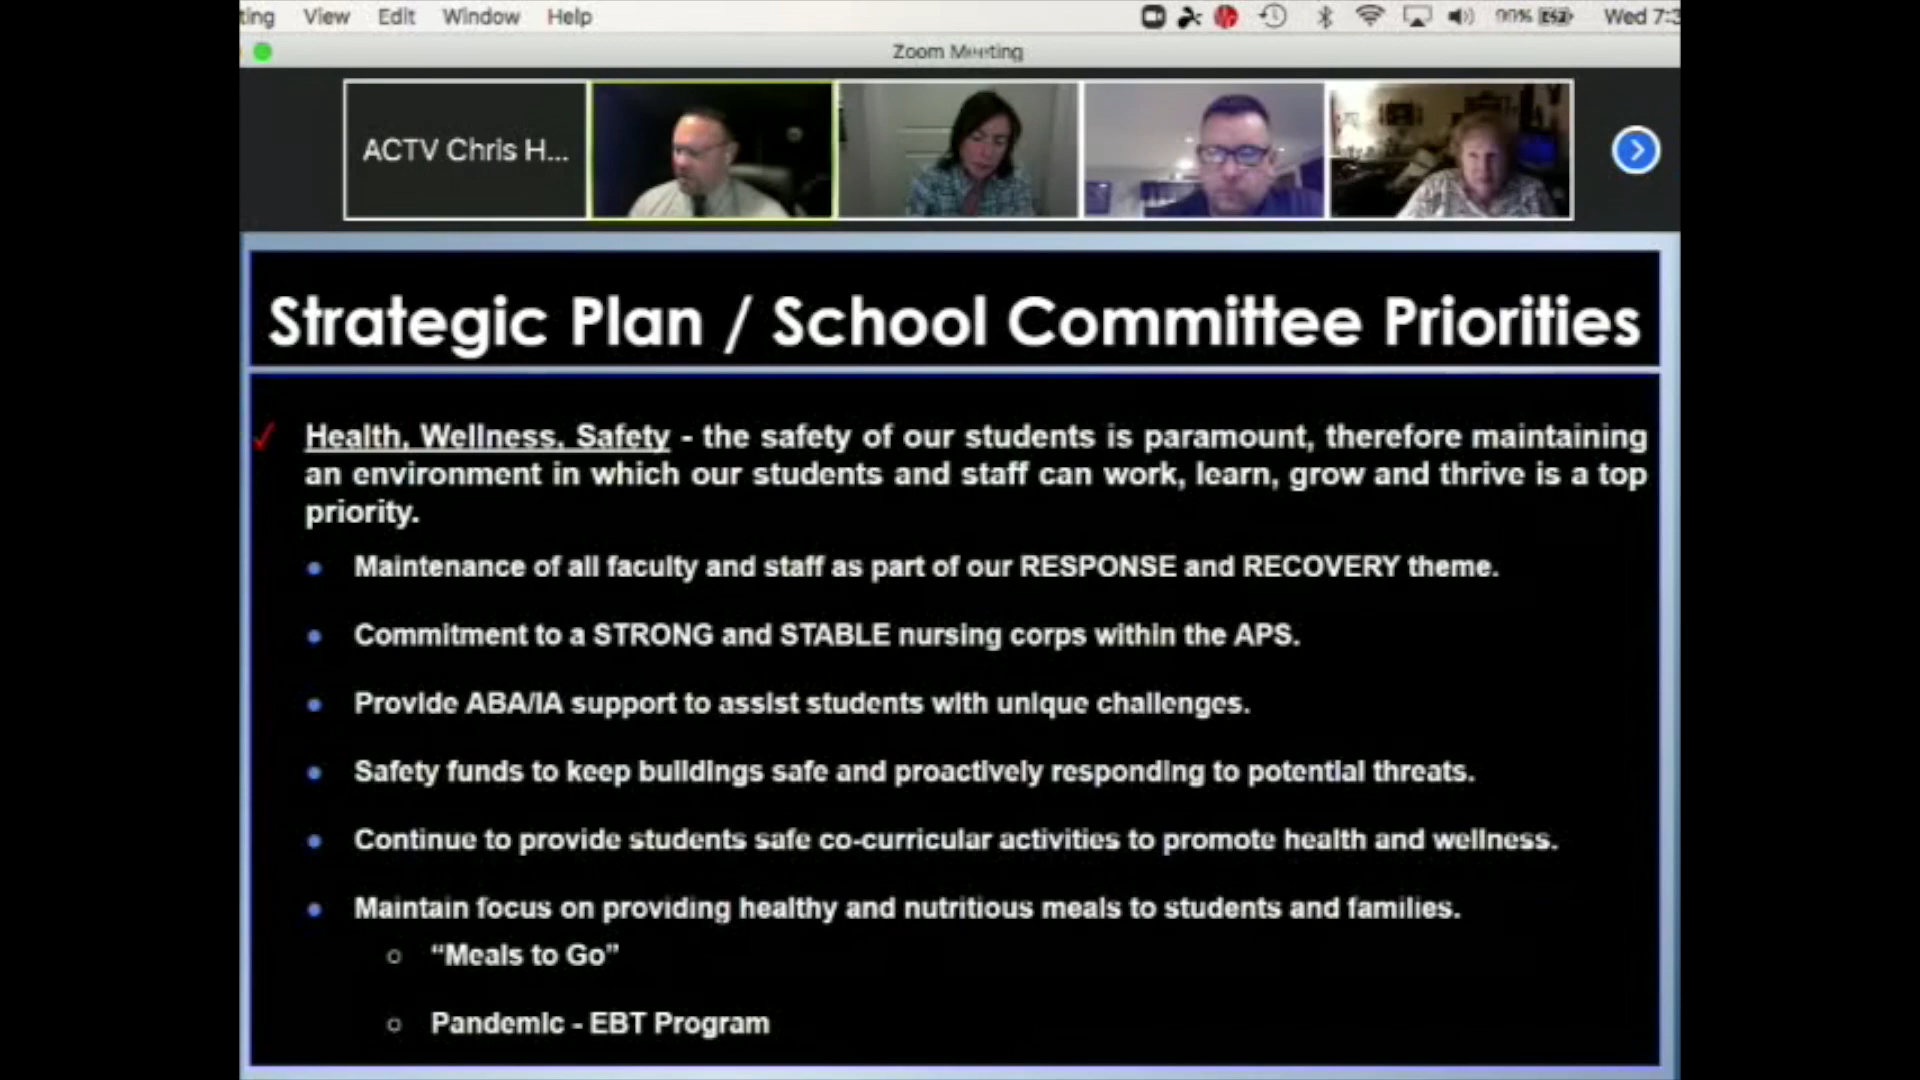 ting View Edit Window Help 99% Wed 7:3
Zoom Meeting
ACTV Chris H...
Strategic Plan / School Committee Priorities
Health, Wellness, Safety - the safety of our students is paramount, therefore maintaining
an environment in which our students and staff can work, learn, grow and thrive is a top
priority.
Maintenance of all faculty and staff as part of our RESPONSE and RECOVERY theme.
Commitment to a STRONG and STABLE nursing corps within the APS.
Provide ABA/IA support to assist students with unique challenges.
Safety funds to keep buildings safe and proactively responding to potential threats.
Continue to provide students safe co-curricular activities to promote health and wellness.
Maintain focus on providing healthy and nutritious meals to students and families.
“Meals to Go”
Pandemic - EBT Program